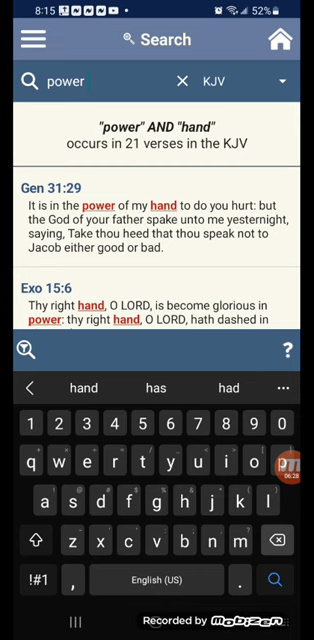 8:15 52%
Search
power KJV
"power" AND "hand"
occurs in 21 verses in the KJV
Gen 31:29
It is in the power of my hand to do you hurt: but
the God of your father spake unto me yesternight,
saying, Take thou heed that thou speak not to
Jacob either good or bad.
Exo 15:6
Thy right hand, O LORD, is become glorious in
power: thy right hand, O LORD, hath dashed in
?
hand has had
1 2 3 4 5 6 7 8 9 0
q w e r t y u i o p
06:28
a s d f g h j k l
z x c v b n m
!#1 , English (US) .
Recorded by mobizen